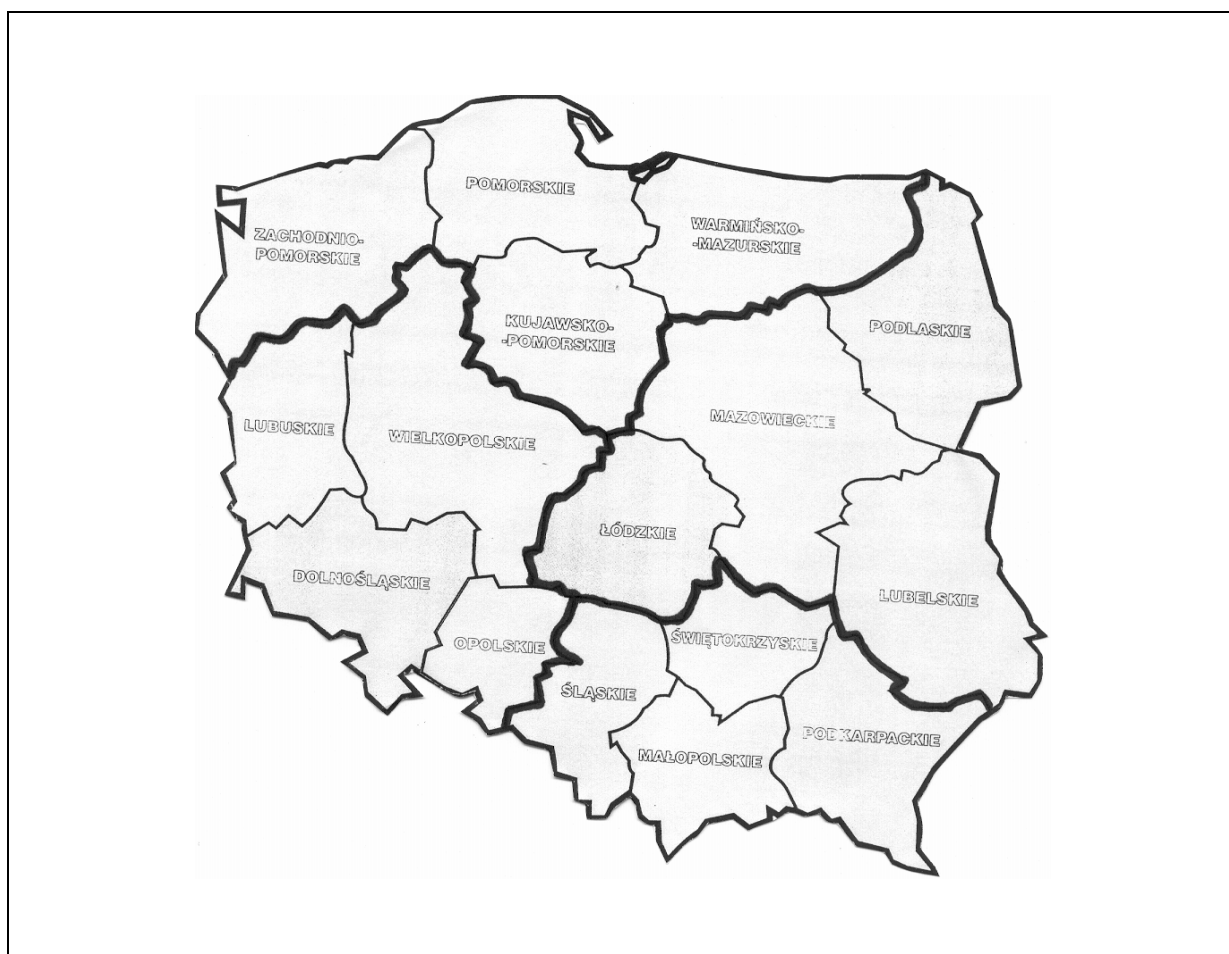 POMORSKIE
WARMIŃSKO-
-MAZURSKIE
ZACHODNIO-
POMORSKIE
KUJAWSKO-
-POMORSKIE
PODLASKIE
MAZOWIECKIE
LUBUSKIE
WIELKOPOLSKIE
ŁÓDZKIE
DOLNOŚLĄSKIE
LUBELSKIE
OPOLSKIE
ŚWIĘTOKRZYSKIE
ŚLĄSKIE
PODKARPACKIE
MAŁOPOLSKIE